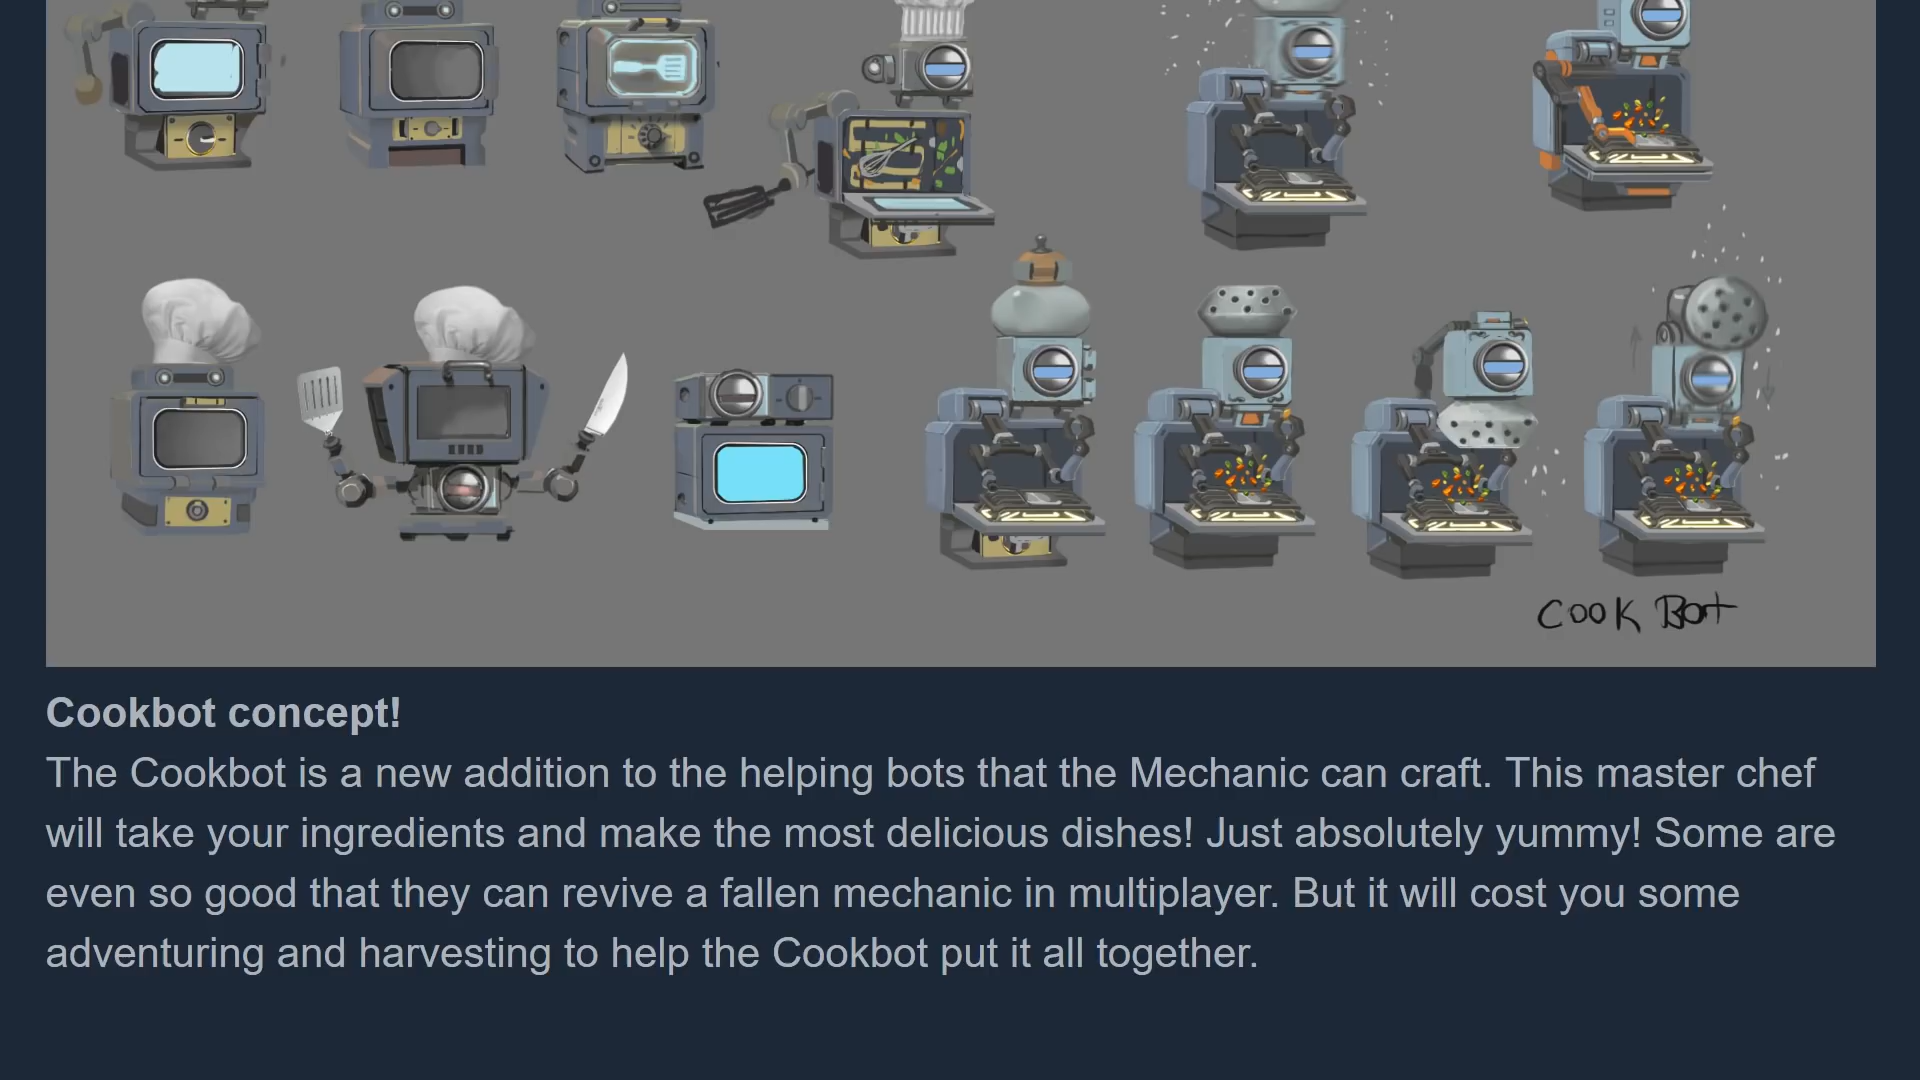 COOK Bot
Cookbot concept!
The Cookbot is a new addition to the helping bots that the Mechanic can craft. This master chef
will take your ingredients and make the most delicious dishes! Just absolutely yummy! Some are
even so good that they can revive a fallen mechanic in multiplayer. But it will cost you some
adventuring and harvesting to help the Cookbot put it all together.